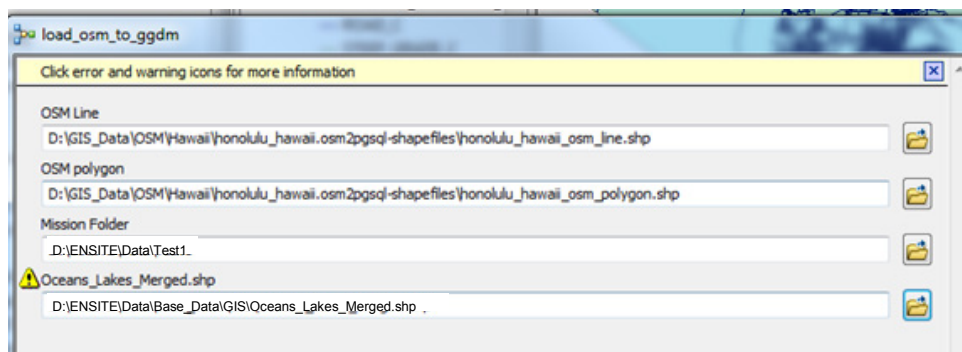 load_osm_to_ggdm
Click error and warning icons for more information
OSM Line
D:\GIS_Data\OSM\Hawaii\honolulu_hawaii.osm2pgsql-shapefiles\honolulu_hawaii_osm_line.shp
OSM polygon
D:\GIS_Data\OSM\Hawaii\honolulu_hawaii.osm2pgsql-shapefiles\honolulu_hawaii_osm_polygon.shp
Mission Folder
D:\ENSITE\Data\Test1
Oceans_Lakes_Merged.shp
D:\ENSITE\Data\Base_Data\GIS\Oceans_Lakes_Merged.shp